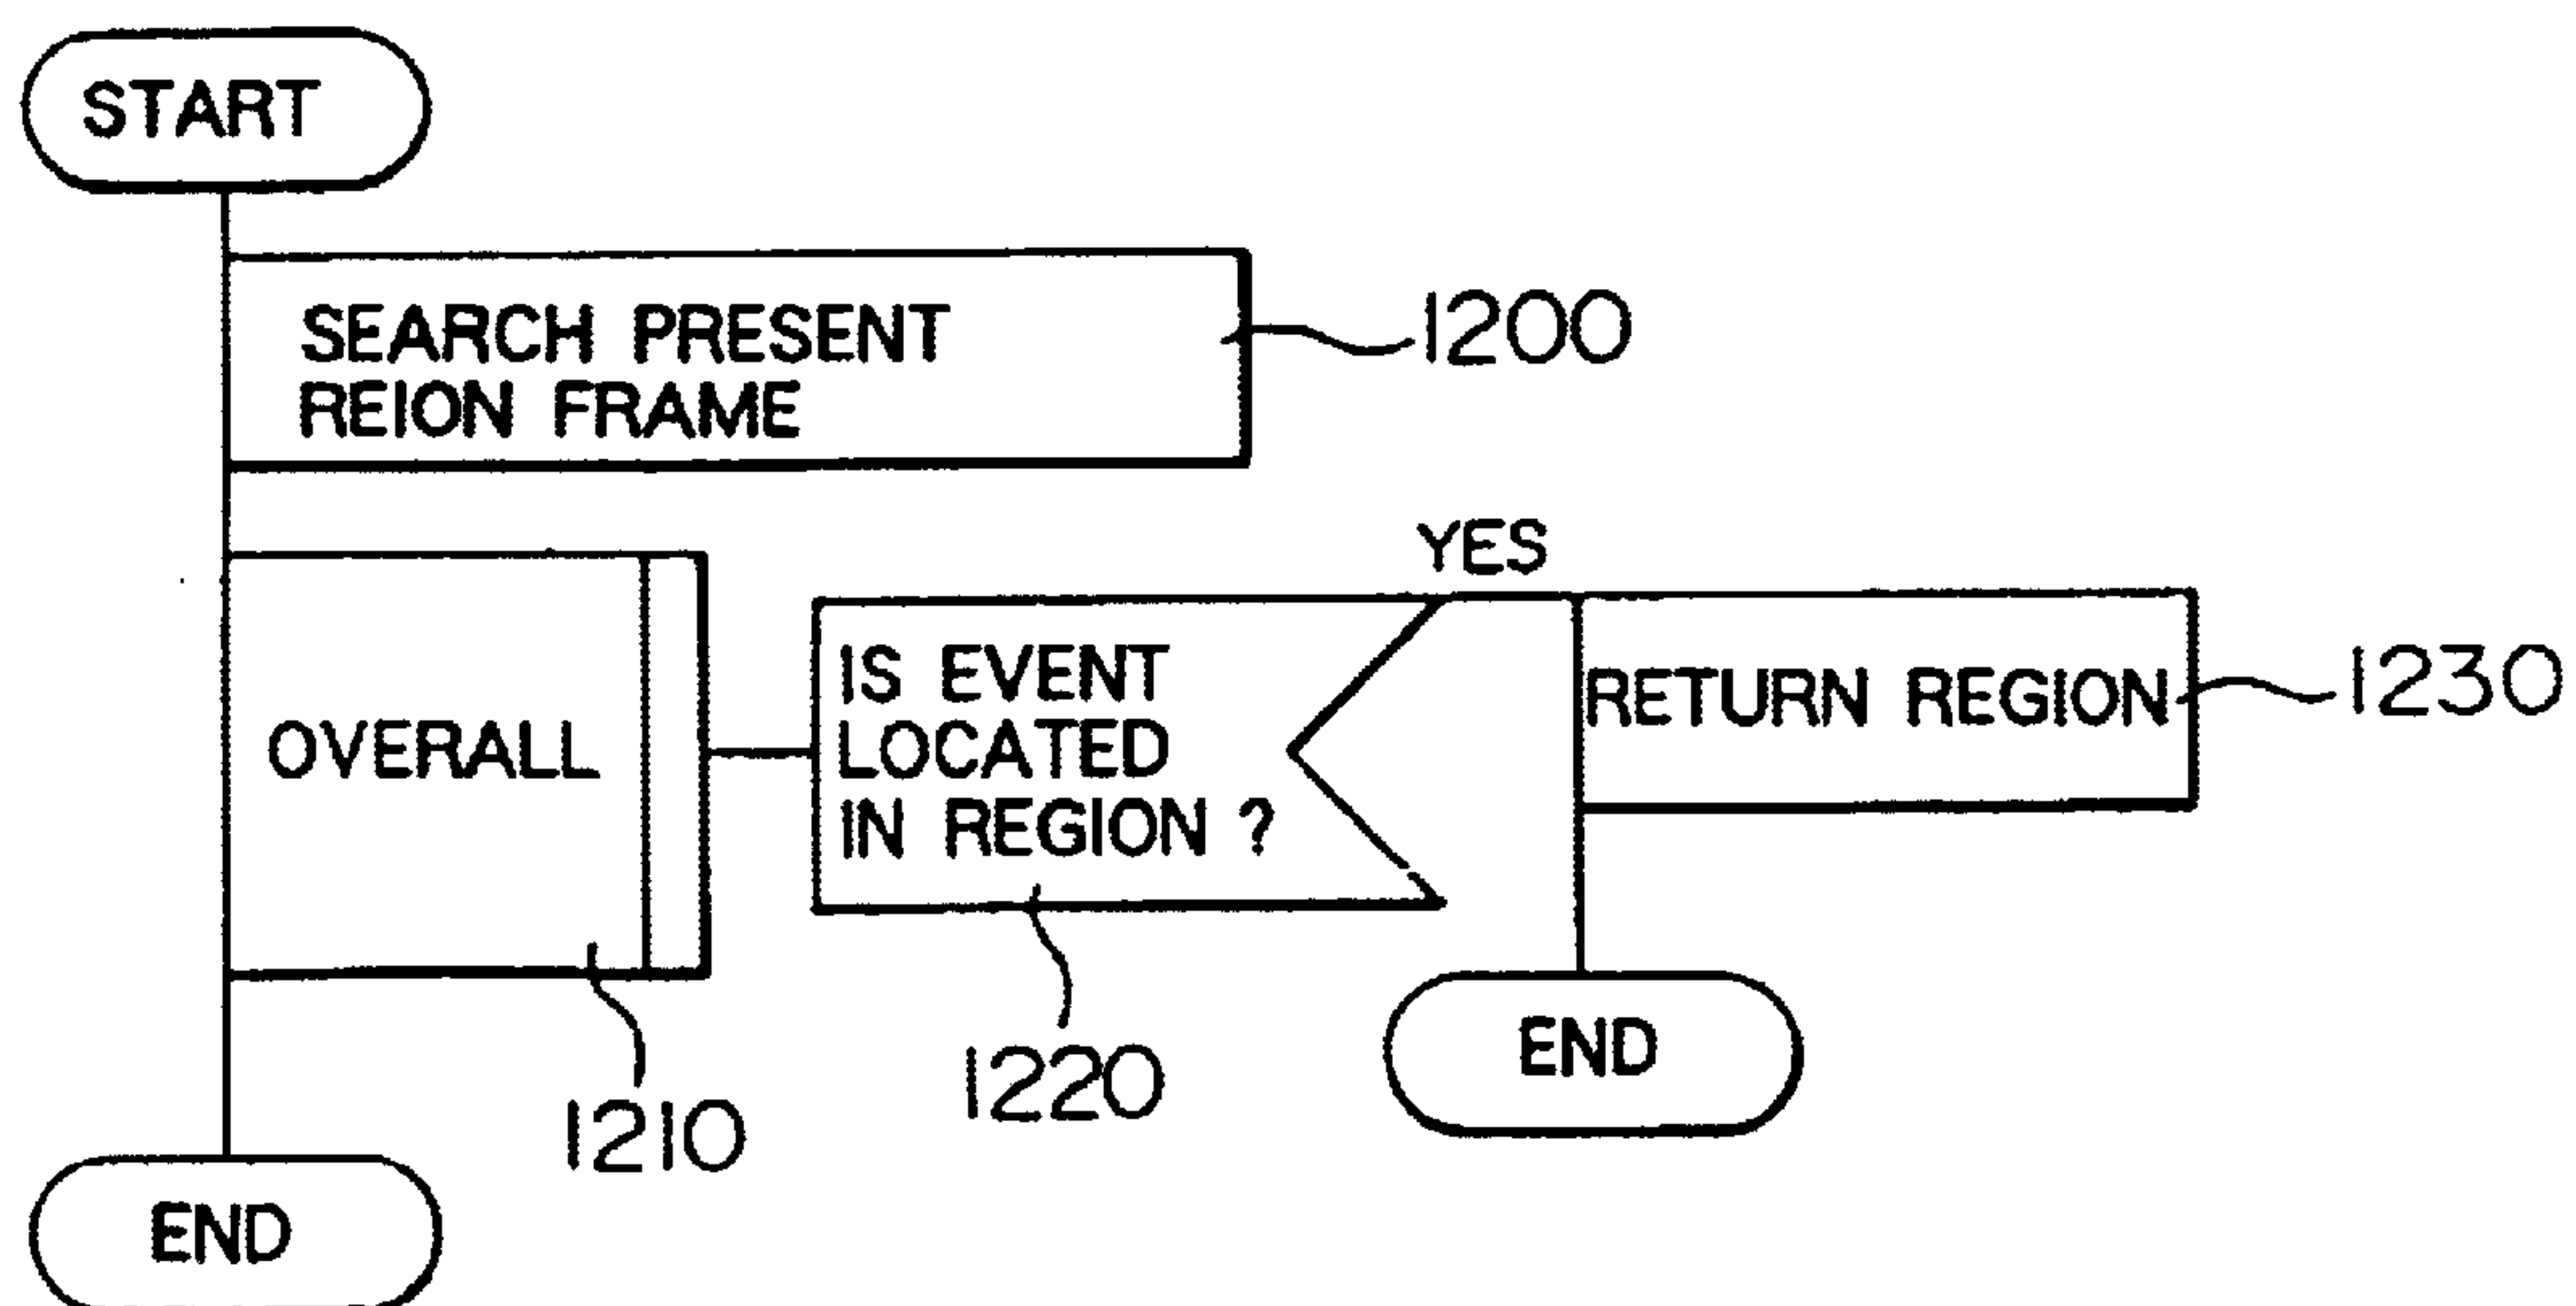 START
SEARCH PRESENT
REION FRAME
1200
OVERALL
1210
IS EVENT
LOCATED
IN REGION ?
1220
YES
RETURN REGION
1230
END
END